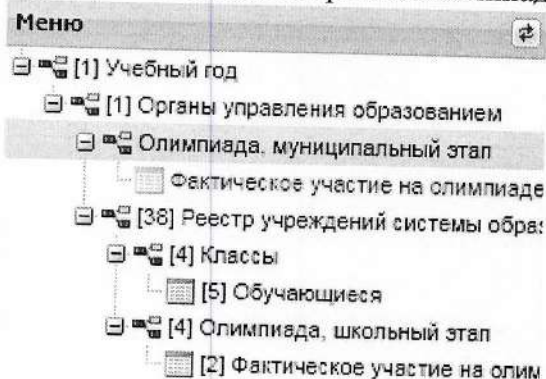 Меню
[1] Учебный год
[1] Органы управления образованием
Олимпиада, муниципальный этап
Фактическое участие на олимпиаде
[38] Реестр учреждений системы обра
[4] Классы
[5] Обучающиеся
[4] Олимпиада, школьный этап
[2] Фактическое участие на олим